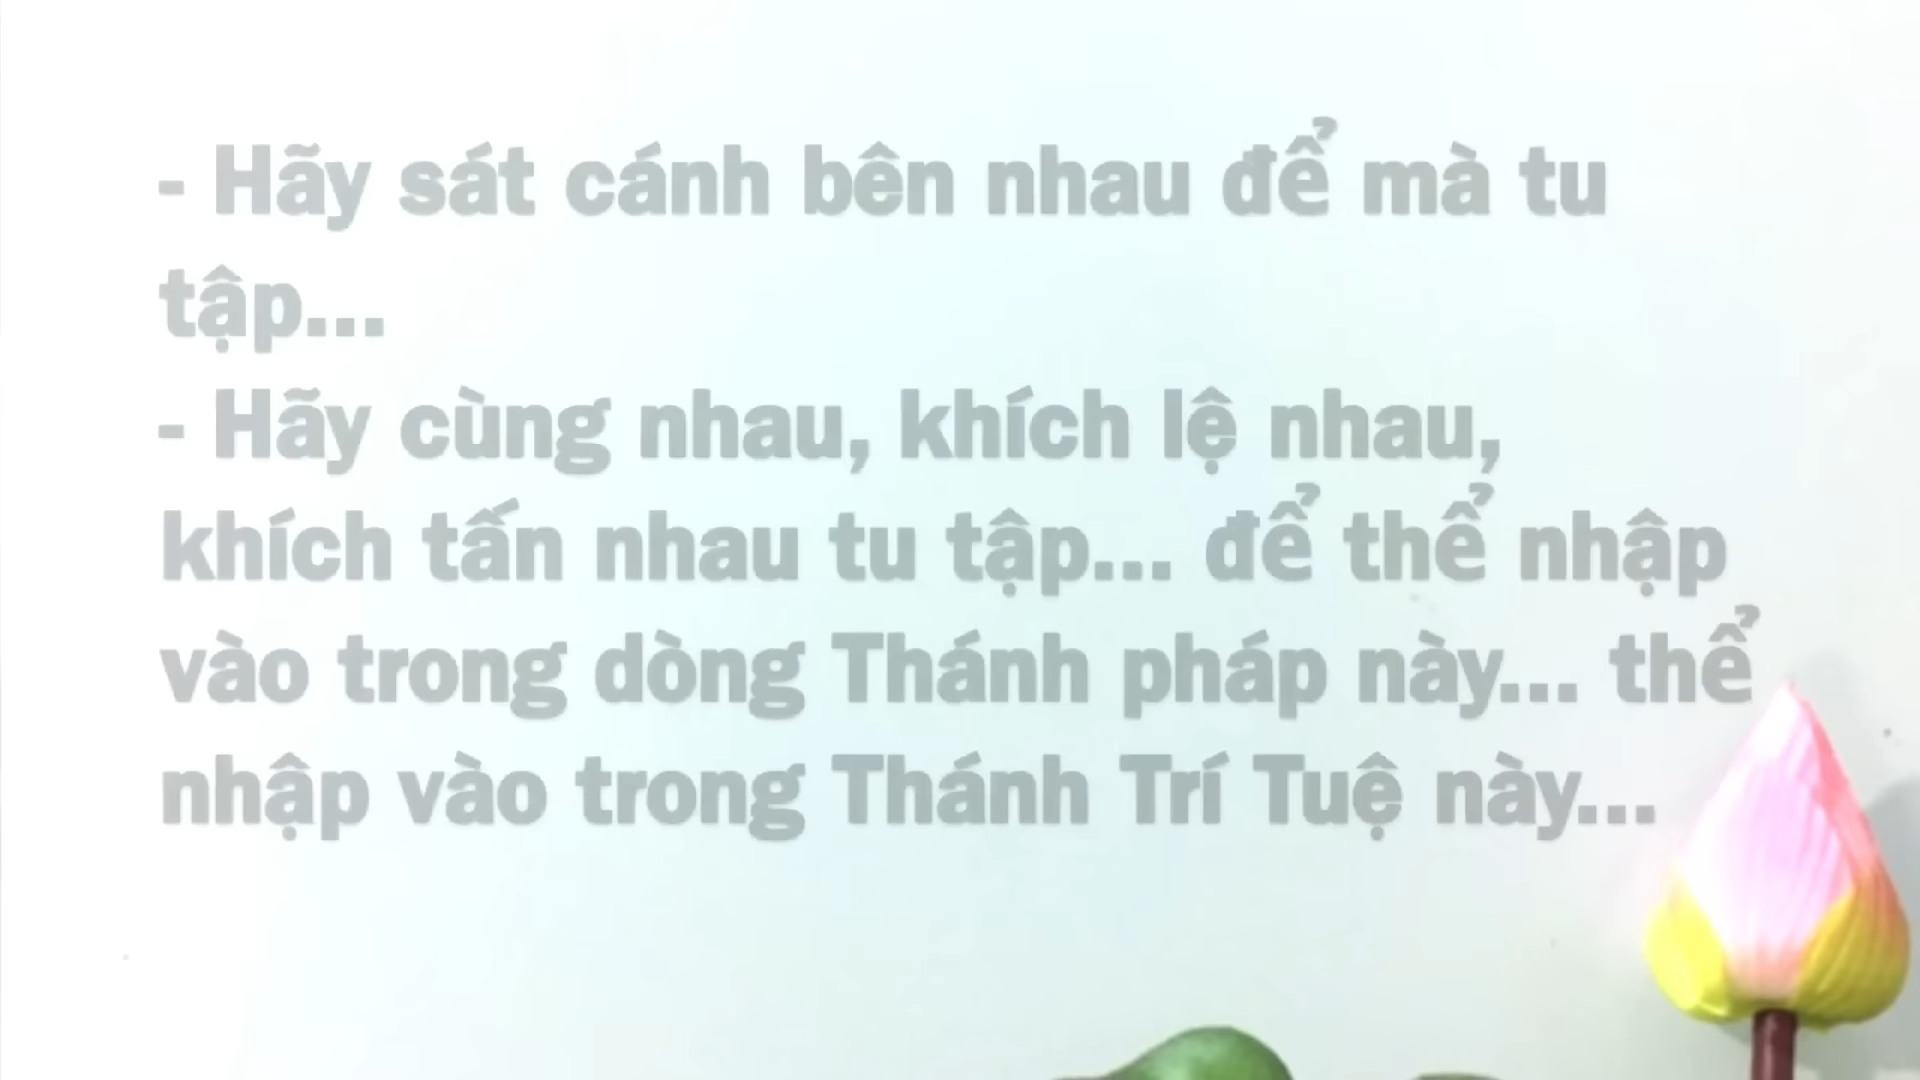 - Hãy sát cánh bên nhau để mà tu
tập...
- Hãy cùng nhau, khích lệ nhau,
khích tấn nhau tu tập... để thể nhập
vào trong dòng Thánh pháp này... thể
nhập vào trong Thánh Trí Tuệ này...